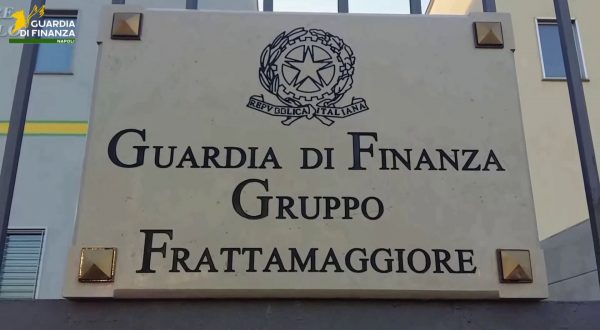 GUARDIA
DI FINANZA
NAPOLI
REPVBBLICA ITALIANA
GUARDIA DI FINANZA
GRUPPO
FRATTAMAGGIORE